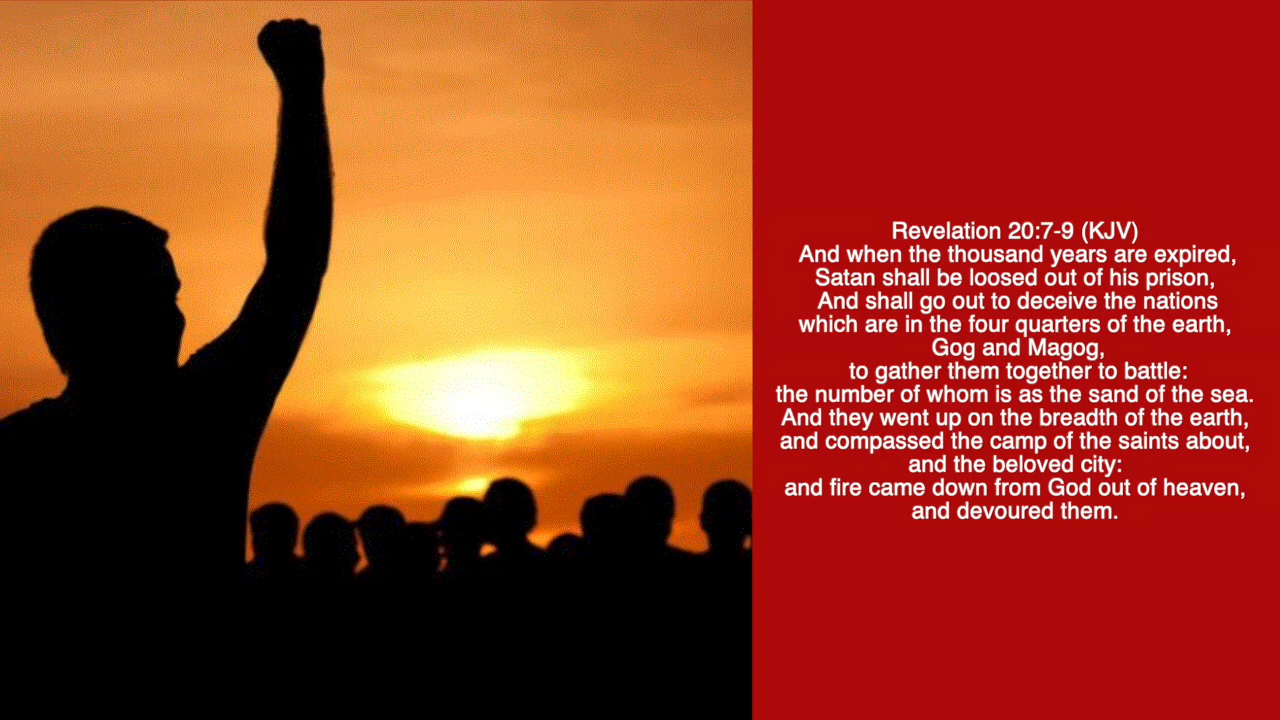 Revelation 20:7-9 (KJV)
And when the thousand years are expired,
Satan shall be loosed out of his prison,
And shall go out to deceive the nations
which are in the four quarters of the earth,
Gog and Magog,
to gather them together to battle:
the number of whom is as the sand of the sea.
And they went up on the breadth of the earth,
and compassed the camp of the saints about,
and the beloved city:
and fire came down from God out of heaven,
and devoured them.